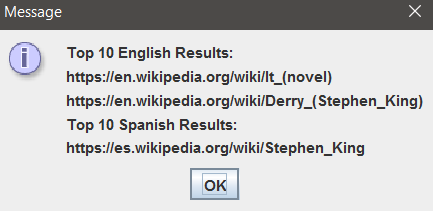 Message
Top 10 English Results:
https://en.wikipedia.org/wiki/It_(novel)
https://en.wikipedia.org/wiki/Derry_(Stephen_King)
Top 10 Spanish Results:
https://es.wikipedia.org/wiki/Stephen_King
OK